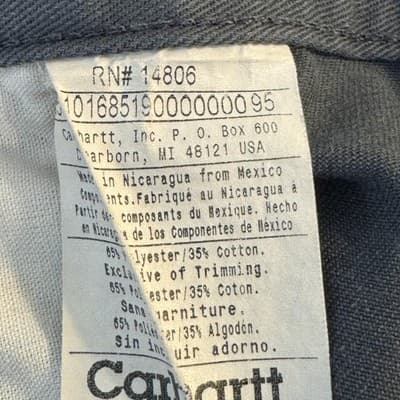 RN# 14806
01016851900000009​5
Carhartt, Inc. P. O. Box 600
Dearborn, MI 48121 USA
Made in Nicaragua from Mexico
Components.Fabriqué au Nicaragua à
Partir des composants du Mexique. Hecho
en Nicaragua de los Componentes de México
65% Polyester/35% Cotton.
Exclusive of Trimming.
65% Polyester/35% Coton.
Sans garniture.
65% Poliéster/35% Algodón.
sin incluir adorno.
Carhartt